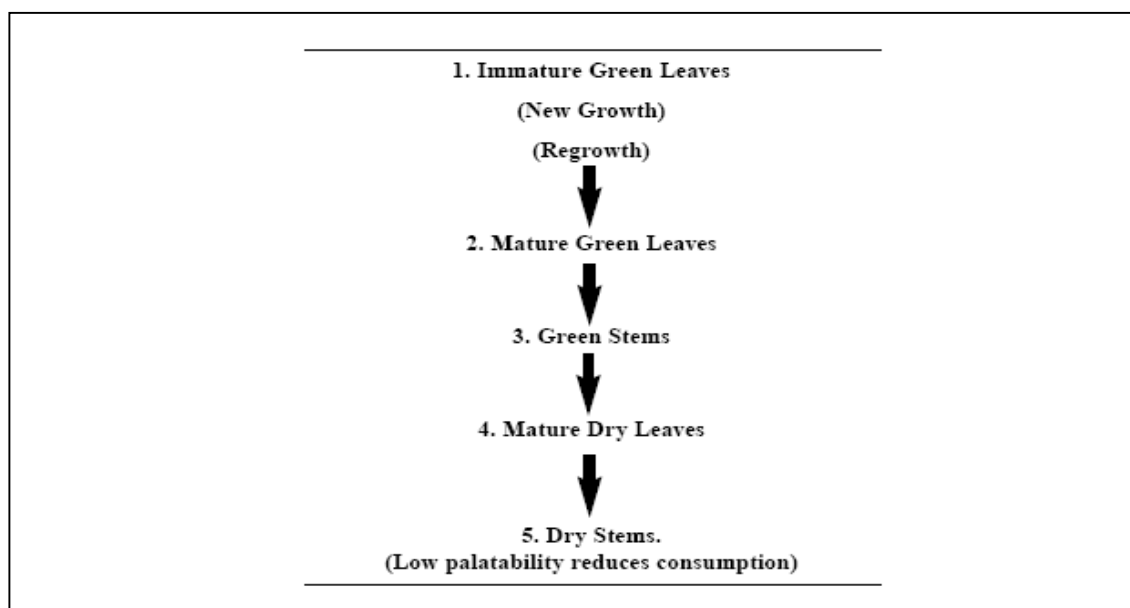 1. Immature Green Leaves
(New Growth)
(Regrowth)
2. Mature Green Leaves
3. Green Stems
4. Mature Dry Leaves
5. Dry Stems.
(Low palatability reduces consumption)